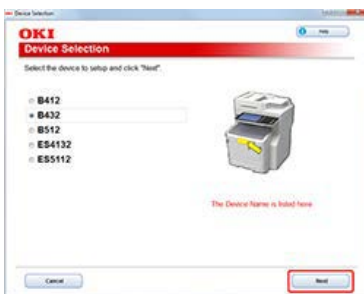 Device Selection
OKI
Help
Device Selection
Select the device to setup and click "Next".
B412
B432
B512
ES4132
ES5112
The Device Name is listed here
Cancel
Next